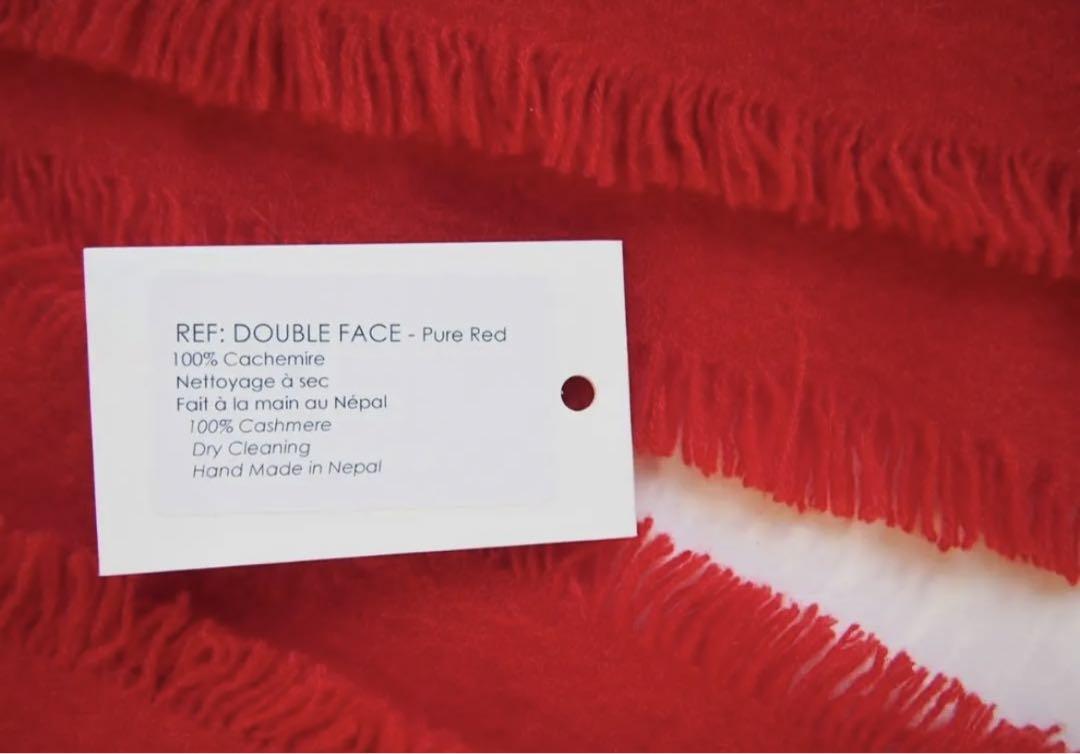 REF: DOUBLE FACE - Pure Red
100% Cachemire
Nettoyage à sec
Fait à la main au Népal
100% Cashmere
Dry Cleaning
Hand Made in Nepal